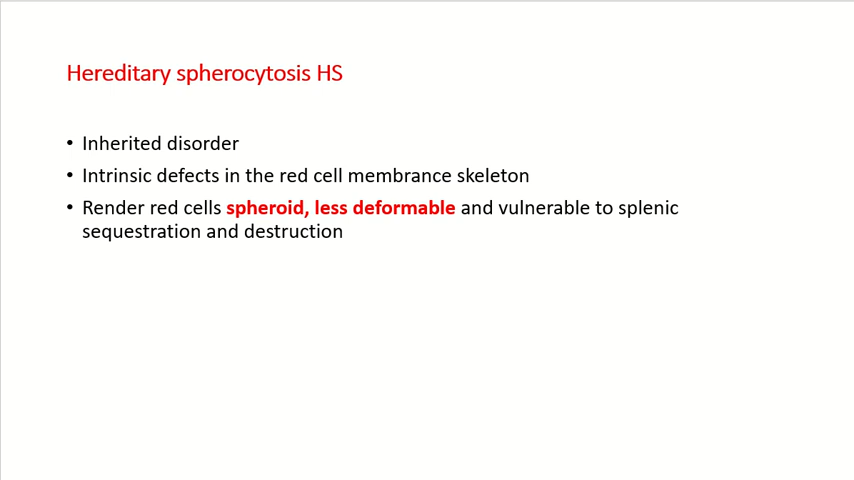 Hereditary spherocytosis HS
• Inherited disorder
• Intrinsic defects in the red cell membrance skeleton
• Render red cells spheroid, less deformable and vulnerable to splenic
sequestration and destruction